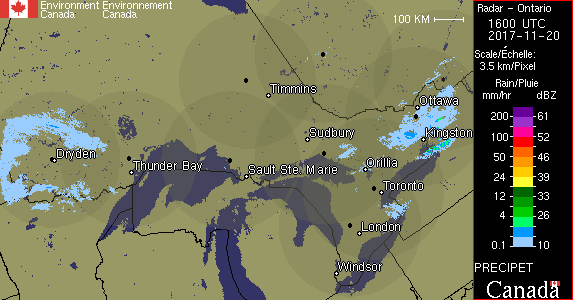 Environment Environnement
Canada Canada
100 KM
Timmins
Ottawa
Sudbury
Kingston
Dryden
Thunder Bay
Sault Ste. Marie
Orillia
Toronto
London
Windsor
Radar - Ontario
1600 UTC
2017-11-20
Scale/Échelle:
3.5 km/Pixel
Rain/Pluie
mm/hr dBZ
200 61
100 52
50 46
24 39
12 33
4 26
1 20
0.1 10
PRECIPET
Canada